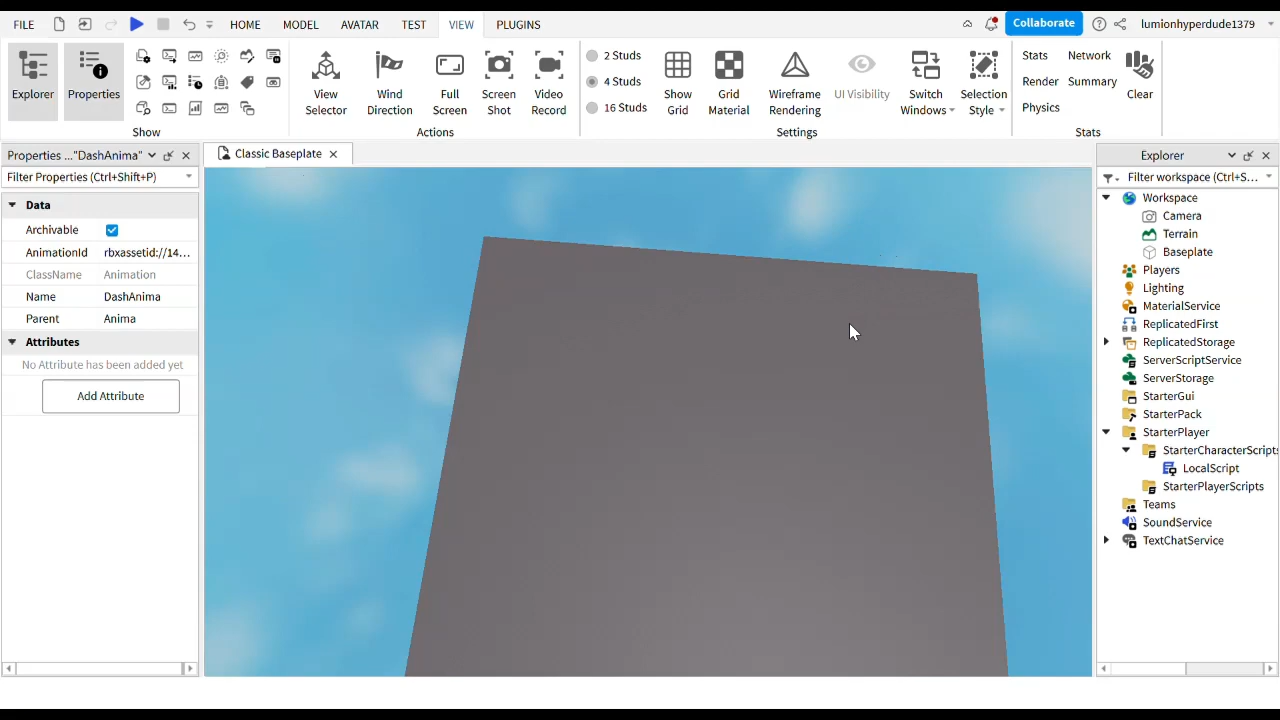 FILE HOME MODEL AVATAR TEST VIEW PLUGINS Collaborate lumionhyperdude1379
Explorer Properties View Selector Wind Direction Full Screen Screen Shot Video Record
2 Studs
4 Studs
16 Studs
Show Grid Grid Material Wireframe Rendering UI Visibility Switch Windows Selection Style
Stats Network
Render Summary
Physics
Clear
Show Actions Settings Stats
Properties ..."DashAnima"
Filter Properties (Ctrl+Shift+P)
Data
Archivable
AnimationId rbxassetid://14...
ClassName Animation
Name DashAnima
Parent Anima
Attributes
No Attribute has been added yet
Add Attribute
Classic Baseplate
Explorer
Filter workspace (Ctrl+S...
Workspace
Camera
Terrain
Baseplate
Players
Lighting
MaterialService
ReplicatedFirst
ReplicatedStorage
ServerScriptService
ServerStorage
StarterGui
StarterPack
StarterPlayer
StarterCharacterScripts
LocalScript
StarterPlayerScripts
Teams
SoundService
TextChatService